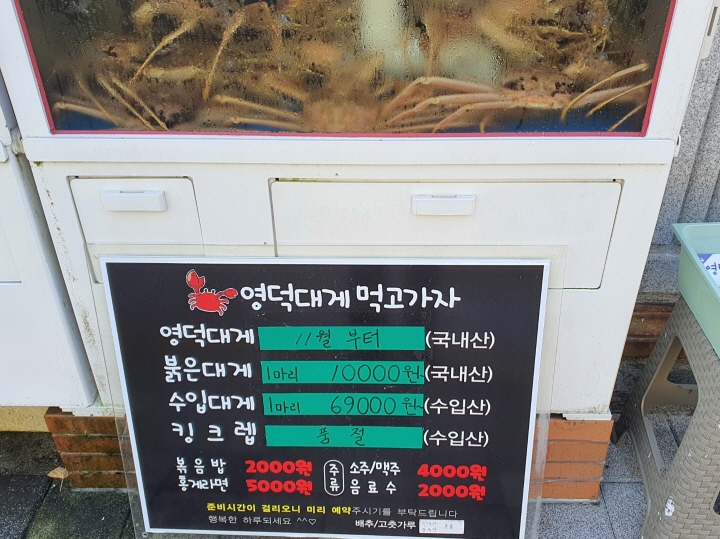 영덕대게 먹고가자
영덕대게 11월 부터 (국내산)
붉은대게 1마리 10000원~ (국내산)
수입대게 1마리 69000원~ (수입산)
킹크렙 품절 (수입산)
볶음밥 2000원 주류 소주/맥주 4000원
홍게라면 5000원 음료수 2000원
준비시간이 걸리오니 미리 예약주시기를 부탁드립니다
행복한 하루되세요 ^^♡ 배추/고춧가루
영